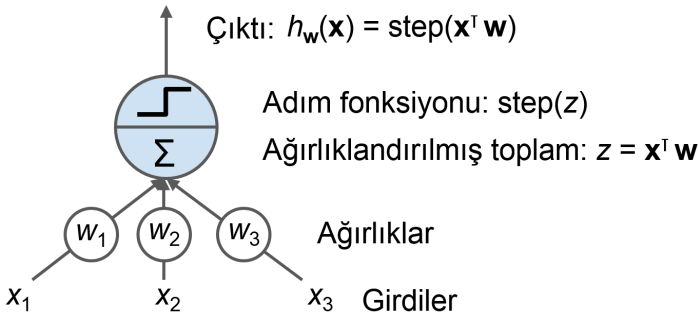 Çıktı: h𝐰(𝐱) = step(𝐱ᵀ 𝐰)
Adım fonksiyonu: step(z)
Σ
Ağırlıklandırılmış toplam: z = 𝐱ᵀ 𝐰
w₁ w₂ w₃ Ağırlıklar
x₁ x₂ x₃ Girdiler